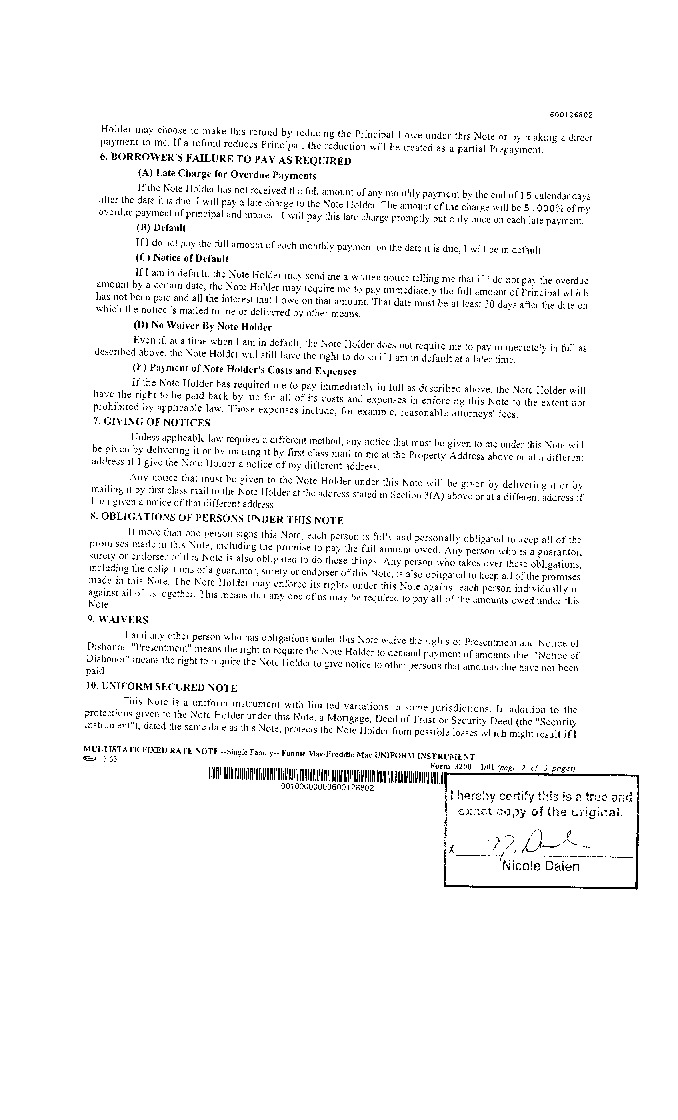 600126802
Holder may choose to make this refund by reducing the Principal I owe under this Note or by making a direct
payment to me. If a refund reduces Principal, the reduction will be treated as a partial Prepayment.
6. BORROWER'S FAILURE TO PAY AS REQUIRED
(A) Late Charge for Overdue Payments
If the Note Holder has not received the full amount of any monthly payment by the end of 15 calendar days
after the date it is due, I will pay a late charge to the Note Holder. The amount of the charge will be 5.000% of my
overdue payment of principal and interest. I will pay this late charge promptly but only once on each late payment.
(B) Default
If I do not pay the full amount of each monthly payment on the date it is due, I will be in default.
(C) Notice of Default
If I am in default, the Note Holder may send me a written notice telling me that if I do not pay the overdue
amount by a certain date, the Note Holder may require me to pay immediately the full amount of Principal which
has not been paid and all the interest that I owe on that amount. That date must be at least 30 days after the date on
which the notice is mailed to me or delivered by other means.
(D) No Waiver By Note Holder
Even if, at a time when I am in default, the Note Holder does not require me to pay immediately in full as
described above, the Note Holder will still have the right to do so if I am in default at a later time.
(E) Payment of Note Holder's Costs and Expenses
If the Note Holder has required me to pay immediately in full as described above, the Note Holder will
have the right to be paid back by me for all of its costs and expenses in enforcing this Note to the extent not
prohibited by applicable law. Those expenses include, for example, reasonable attorneys' fees.
7. GIVING OF NOTICES
Unless applicable law requires a different method, any notice that must be given to me under this Note will
be given by delivering it or by mailing it by first class mail to me at the Property Address above or at a different
address if I give the Note Holder a notice of my different address.
Any notice that must be given to the Note Holder under this Note will be given by delivering it or by
mailing it by first class mail to the Note Holder at the address stated in Section 3(A) above or at a different address if
I am given a notice of that different address.
8. OBLIGATIONS OF PERSONS UNDER THIS NOTE
If more than one person signs this Note, each person is fully and personally obligated to keep all of the
promises made in this Note, including the promise to pay the full amount owed. Any person who is a guarantor,
surety or endorser of this Note is also obligated to do these things. Any person who takes over these obligations,
including the obligations of a guarantor, surety or endorser of this Note, is also obligated to keep all of the promises
made in this Note. The Note Holder may enforce its rights under this Note against each person individually or
against all of us together. This means that any one of us may be required to pay all of the amounts owed under this
Note.
9. WAIVERS
I and any other person who has obligations under this Note waive the rights of Presentment and Notice of
Dishonor. "Presentment" means the right to require the Note Holder to demand payment of amounts due. "Notice of
Dishonor" means the right to require the Note Holder to give notice to other persons that amounts due have not been
paid.
10. UNIFORM SECURED NOTE
This Note is a uniform instrument with limited variations in some jurisdictions. In addition to the
protections given to the Note Holder under this Note, a Mortgage, Deed of Trust or Security Deed (the "Security
Instrument"), dated the same date as this Note, protects the Note Holder from possible losses which might result if I
MULTISTATE FIXED RATE NOTE --Single Family-- Fannie Mae/Freddie Mac UNIFORM INSTRUMENT
Form 3200 1/01 (page 2 of 3 pages)
I hereby certify this is a true and
exact copy of the original.
x
Nicole Dalen